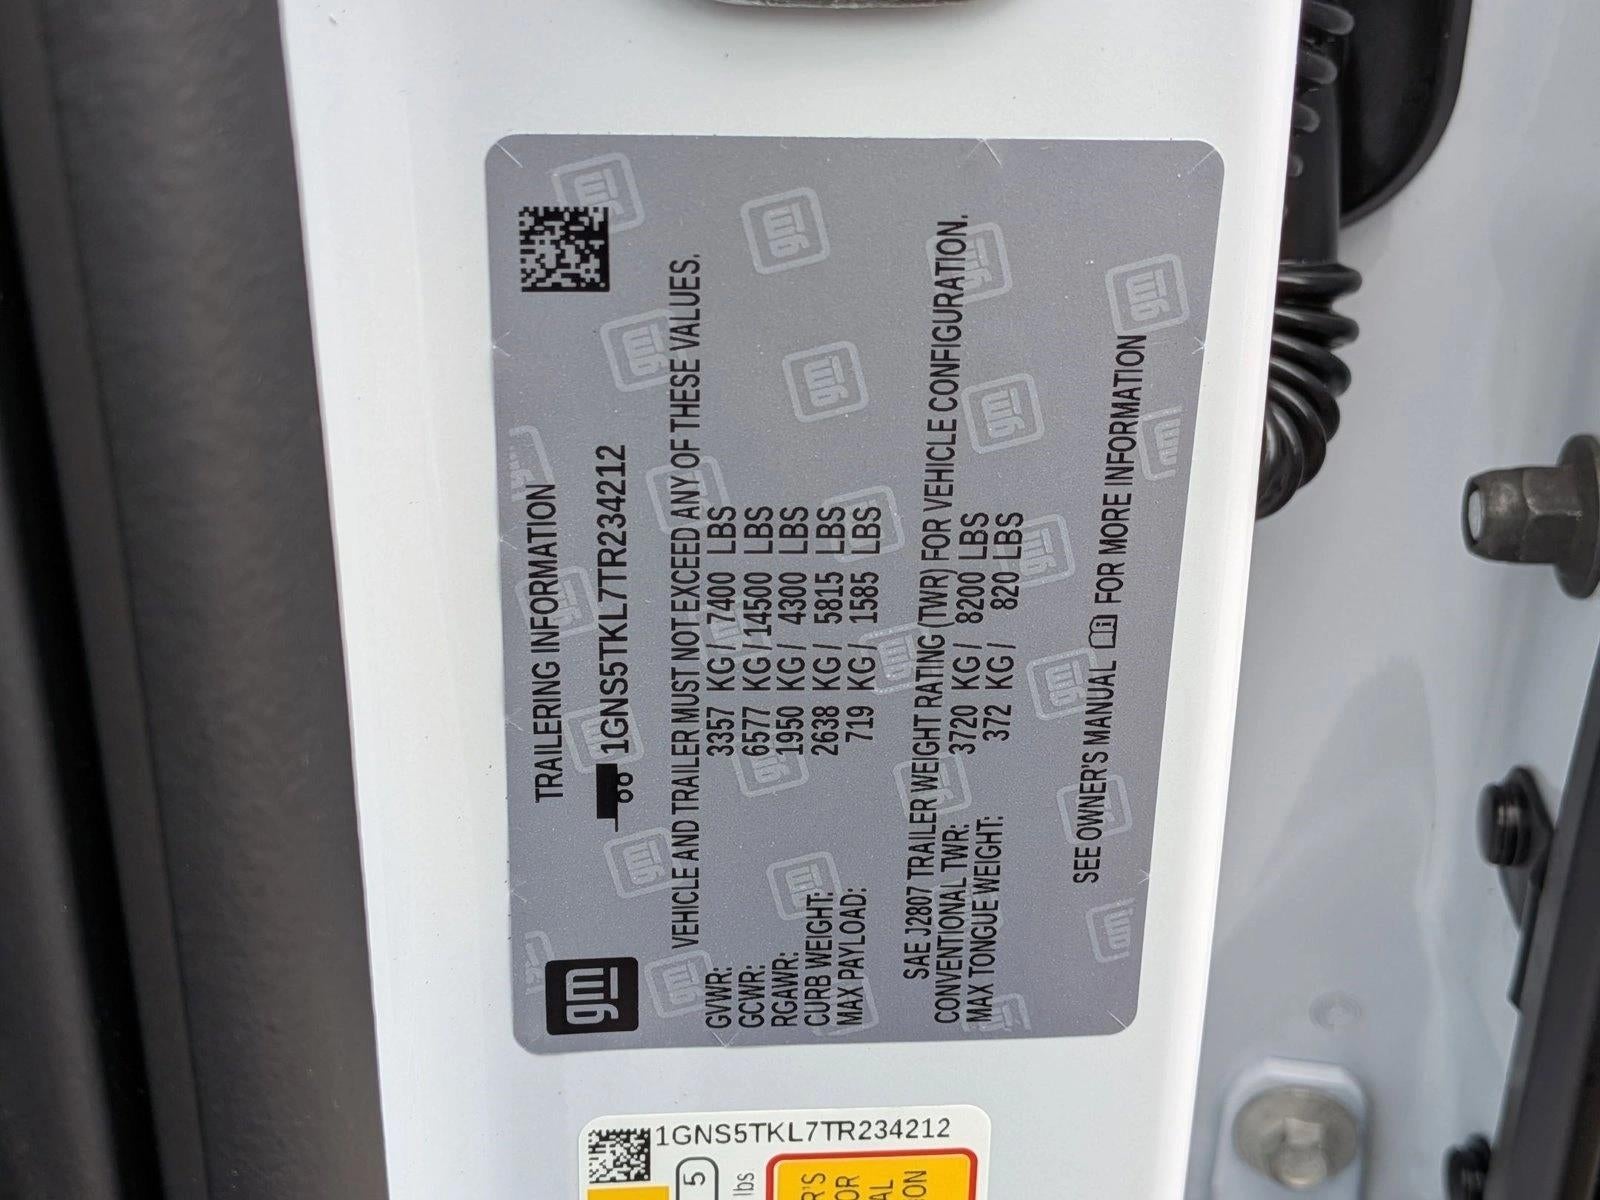 gm
TRAILERING INFORMATION
1GNS5TKL7TR234212
VEHICLE AND TRAILER MUST NOT EXCEED ANY OF THESE VALUES.
GVWR: 3357 KG / 7400 LBS
GCWR: 6577 KG / 14500 LBS
RGAWR: 1950 KG / 4300 LBS
CURB WEIGHT: 2638 KG / 5815 LBS
MAX PAYLOAD: 719 KG / 1585 LBS
SAE J2807 TRAILER WEIGHT RATING (TWR) FOR VEHICLE CONFIGURATION.
CONVENTIONAL TWR: 3720 KG / 8200 LBS
MAX TONGUE WEIGHT: 372 KG / 820 LBS
SEE OWNER'S MANUAL FOR MORE INFORMATION
1GNS5TKL7TR234212
5
lbs